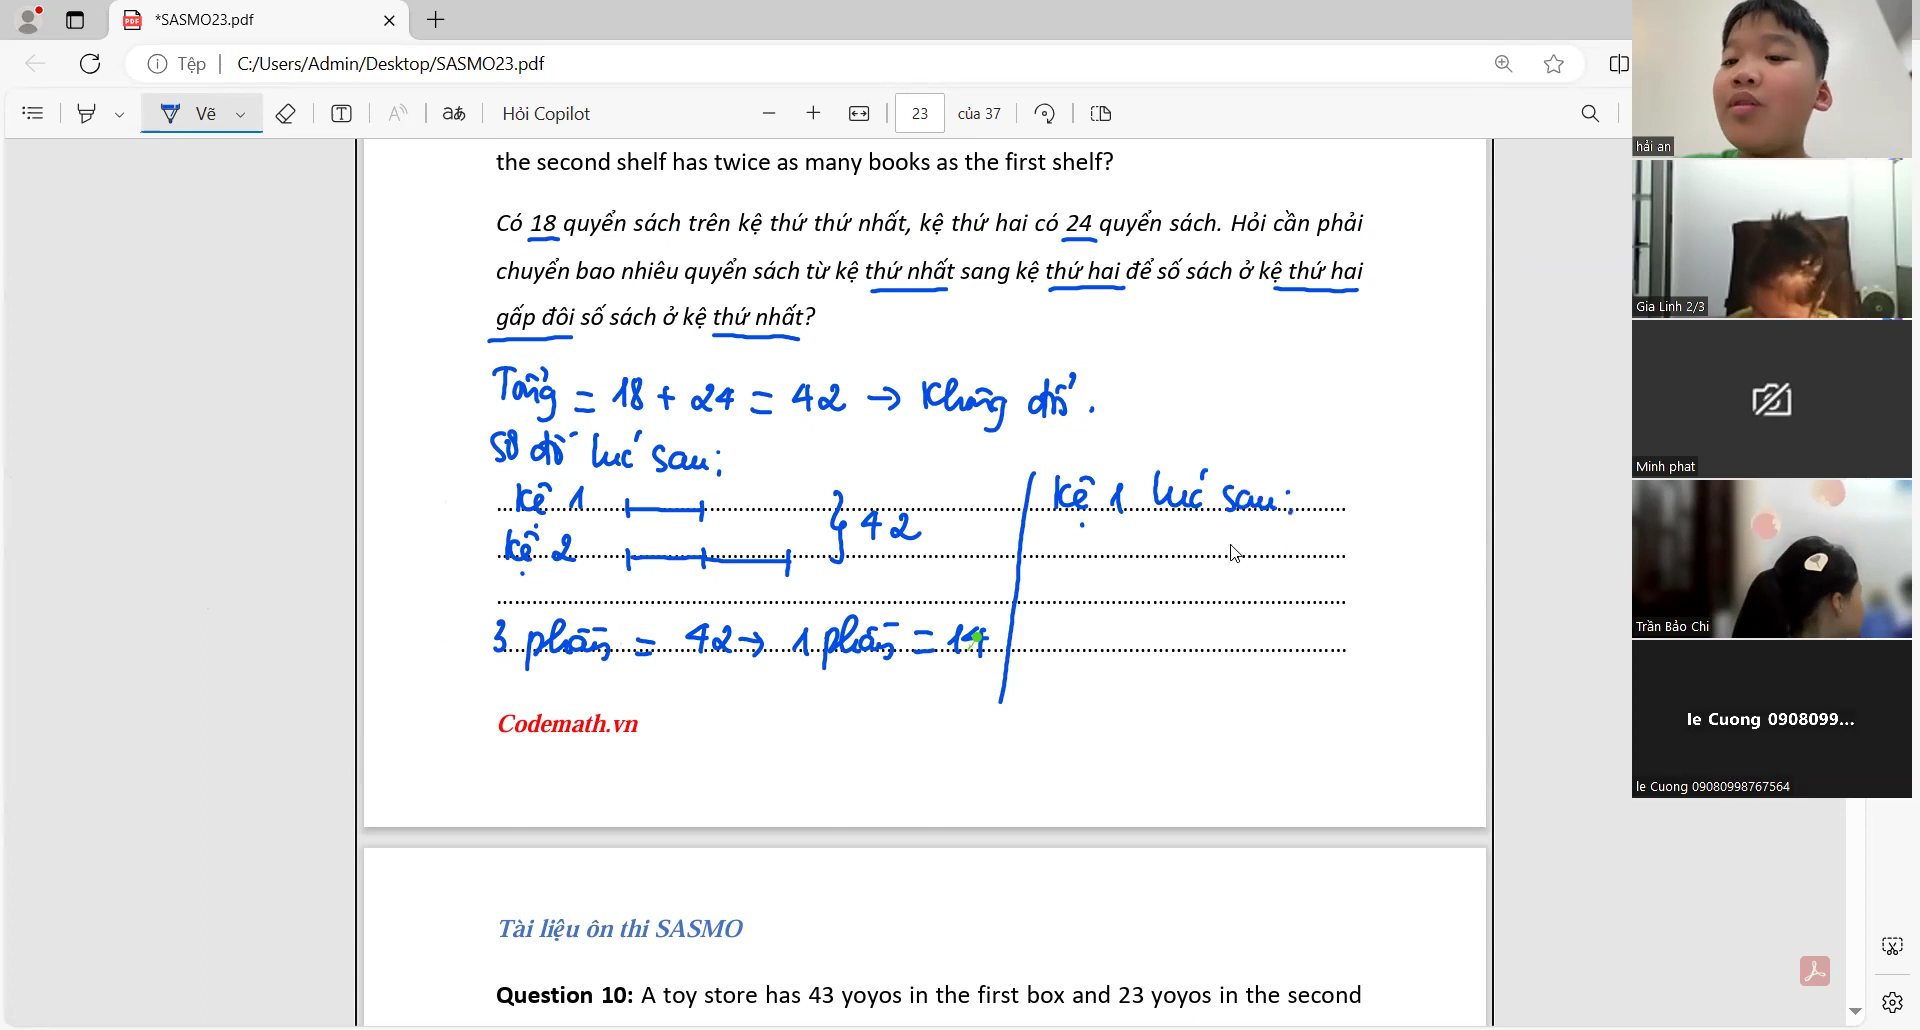 *SASMO23.pdf
Tệp
C:/Users/Admin/Desktop/SASMO23.pdf
Vẽ
T
A
aあ
Hỏi Copilot
23 của 37
the second shelf has twice as many books as the first shelf?
Có 18 quyển sách trên kệ thứ thứ nhất, kệ thứ hai có 24 quyển sách. Hỏi cần phải
chuyển bao nhiêu quyển sách từ kệ thứ nhất sang kệ thứ hai để số sách ở kệ thứ hai
gấp đôi số sách ở kệ thứ nhất?
Tổng = 18 + 24 = 42 → Không đổi.
Sơ đồ lúc sau:
Kệ 1
Kệ 2
42
3 phần = 42 → 1 phần = 14
Kệ 1 lúc sau:
Codemath.vn
Tài liệu ôn thi SASMO
Question 10: A toy store has 43 yoyos in the first box and 23 yoyos in the second
hải an
Gia Linh 2/3
Minh phat
Trần Bảo Chi
le Cuong 0908099...
le Cuong 09080998767564